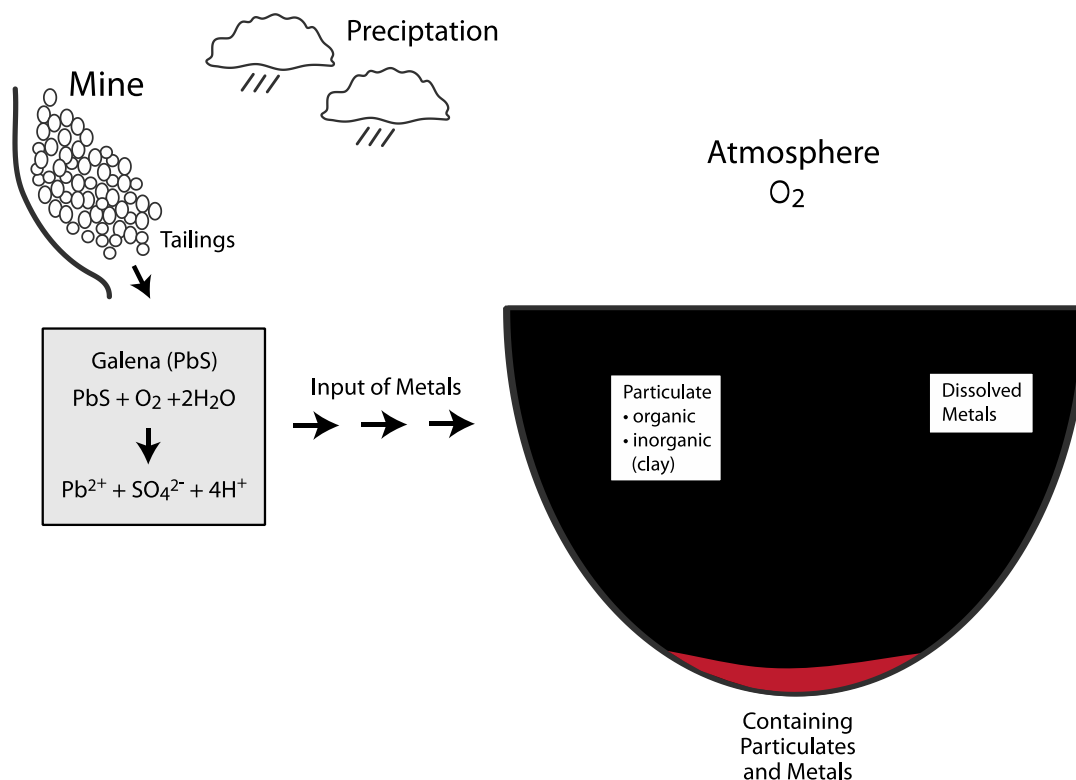 Preciptation
Mine
Tailings
Atmosphere
O₂
Galena (PbS)
PbS + O₂ +2H₂O
Pb²⁺ + SO₄²⁻ + 4H⁺
Input of Metals
Particulate
• organic
• inorganic
(clay)
Dissolved
Metals
Containing
Particulates
and Metals